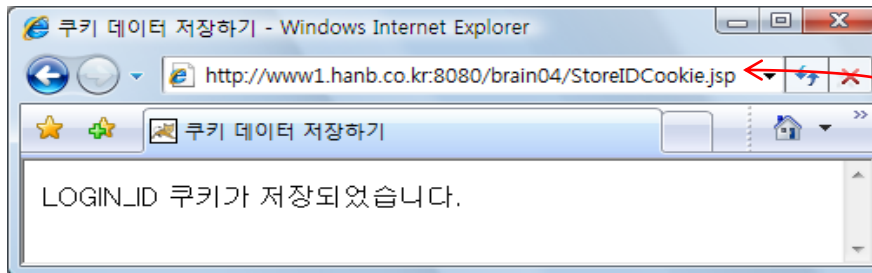 쿠키 데이터 저장하기 - Windows Internet Explorer
http://www1.hanb.co.kr:8080/brain04/StoreIDCookie.jsp
쿠키 데이터 저장하기
LOGIN_ID 쿠키가 저장되었습니다.